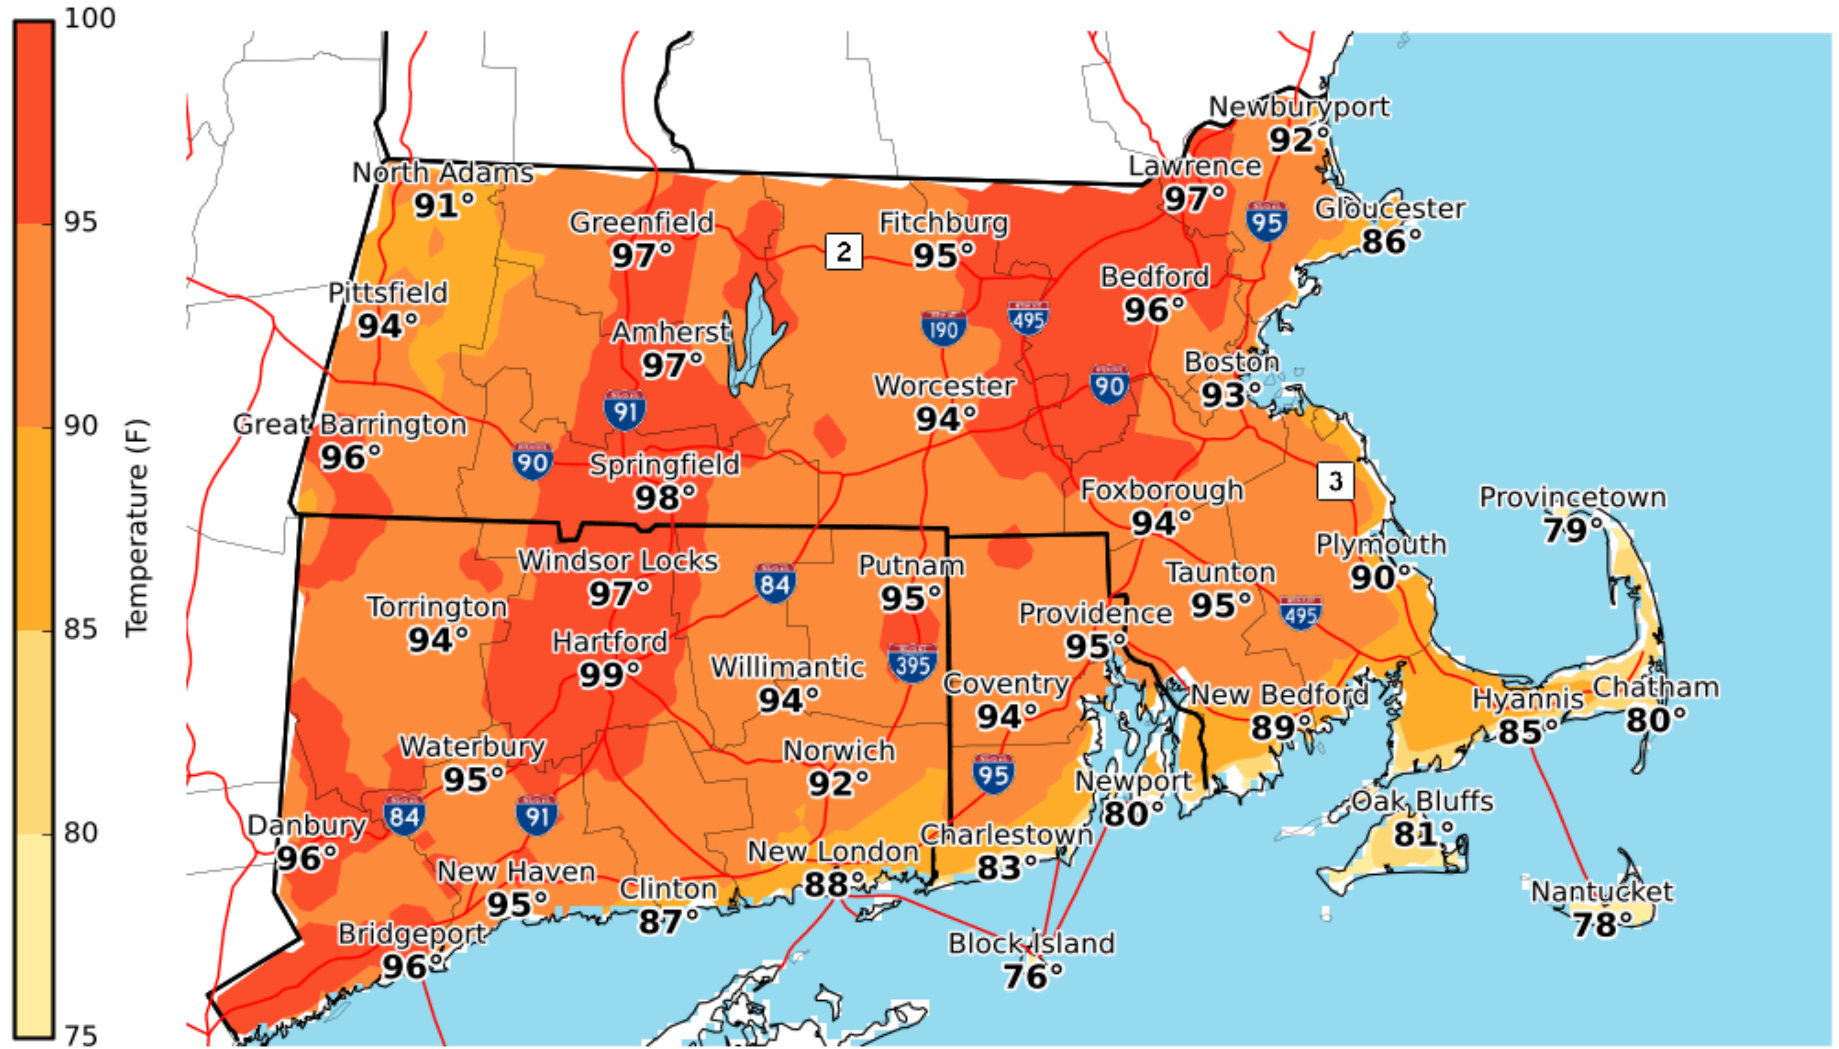 100
95
90
85
80
75
Temperature (F)
Newburyport
92°
Lawrence
97°
North Adams
91°
95
Gloucester
86°
Greenfield
97°
2
Fitchburg
95°
Bedford
96°
Pittsfield
94°
190
495
Amherst
97°
Boston
93°
Worcester
94°
90
91
Great Barrington
96°
90
Springfield
98°
3
Foxborough
94°
Provincetown
79°
Windsor Locks
97°
84
Putnam
95°
Plymouth
90°
Taunton
95°
495
Torrington
94°
Providence
95°
Hartford
99°
395
Willimantic
94°
Coventry
94°
New Bedford
89°
Hyannis
85°
Chatham
80°
Waterbury
95°
Norwich
92°
95
Newport
80°
84
91
Oak Bluffs
81°
Danbury
96°
New London
88°
Charlestown
83°
New Haven
95°
Clinton
87°
Nantucket
78°
Bridgeport
96°
Block Island
76°